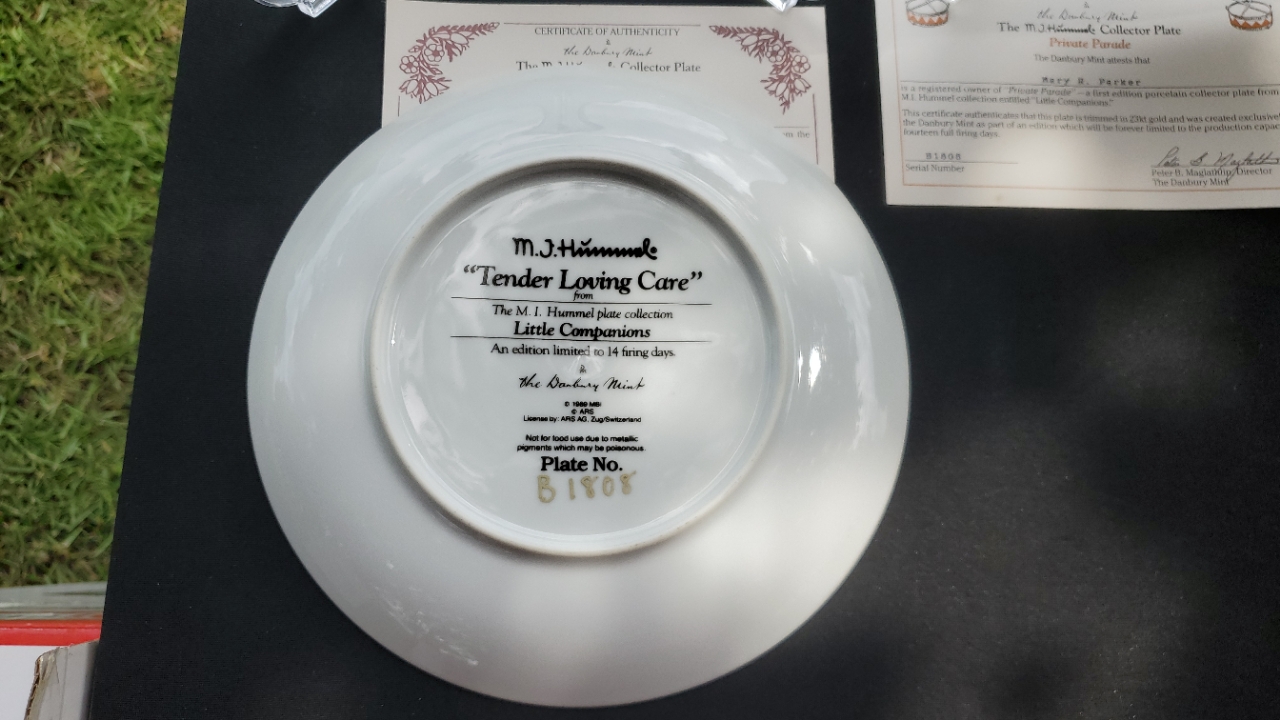 CERTIFICATE OF AUTHENTICITY
&
the Danbury Mint
The M.J. Collector Plate
om the
the Danbury Mint
The M.J.Hummel Collector Plate
Private Parade
The Danbury Mint attests that
Mary B. Parker
is a registered owner of "Private Parade"—a first edition porcelain collector plate from
M.I. Hummel collection entitled "Little Companions."
This certificate authenticates that this plate is trimmed in 23kt gold and was created exclusive
the Danbury Mint as part of an edition which will be forever limited to the production capac
fourteen full firing days.
B1808
Serial Number
Peter B. Director
The Danbury Mint
M.J.Hummel
“Tender Loving Care”
from
The M. I. Hummel plate collection
Little Companions
An edition limited to 14 firing days.
&
the Danbury Mint
© 1989 MBI
© ARS
License by: ARS AG, Zug/Switzerland
Not for food use due to metallic
pigments which may be poisonous.
Plate No.
B1808